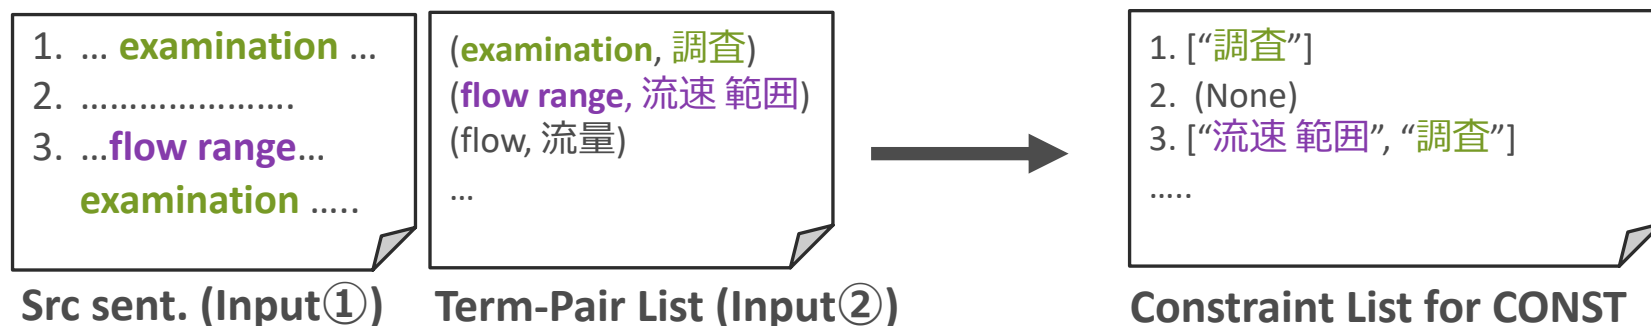 1. … examination …
2. ………………….
3. …flow range…
examination …..
Src sent. (Input①)
(examination, 調査)
(flow range, 流速 範囲)
(flow, 流量)
…
Term-Pair List (Input②)
1. [“調査”]
2. (None)
3. [“流速 範囲”, “調査”]
…..
Constraint List for CONST